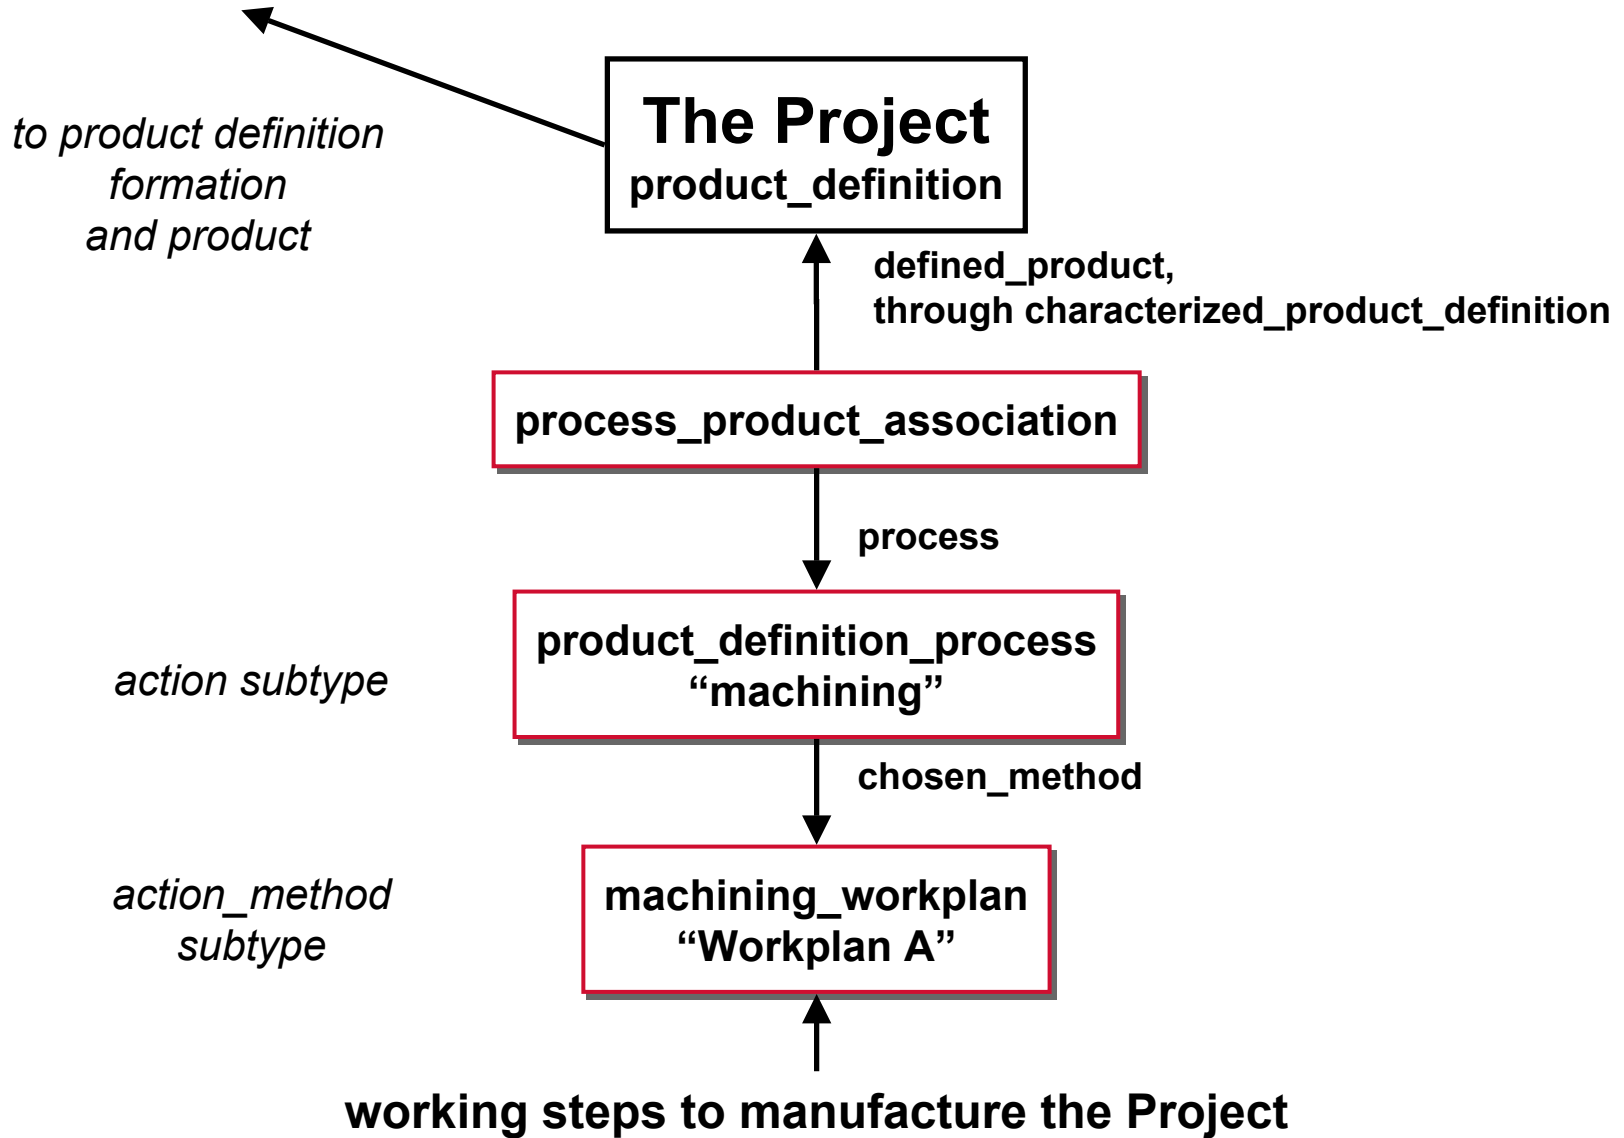 The Project
product_definition
to product definition
formation
and product
defined_product,
through characterized_product_definition
process_product_association
process
product_definition_process
“machining”
action subtype
chosen_method
machining_workplan
“Workplan A”
action_method
subtype
working steps to manufacture the Project